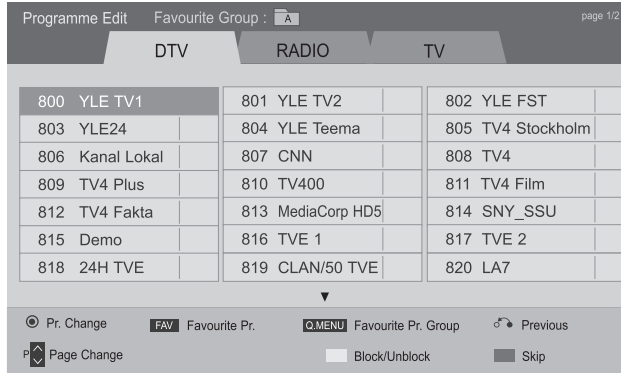 Programme Edit Favourite Group : A page 1/2
DTV RADIO TV
800 YLE TV1 801 YLE TV2 802 YLE FST
803 YLE24 804 YLE Teema 805 TV4 Stockholm
806 Kanal Lokal 807 CNN 808 TV4
809 TV4 Plus 810 TV400 811 TV4 Film
812 TV4 Fakta 813 MediaCorp HD5 814 SNY_SSU
815 Demo 816 TVE 1 817 TVE 2
818 24H TVE 819 CLAN/50 TVE 820 LA7
Pr. Change FAV Favourite Pr. Q.MENU Favourite Pr. Group Previous
P Page Change Block/Unblock Skip